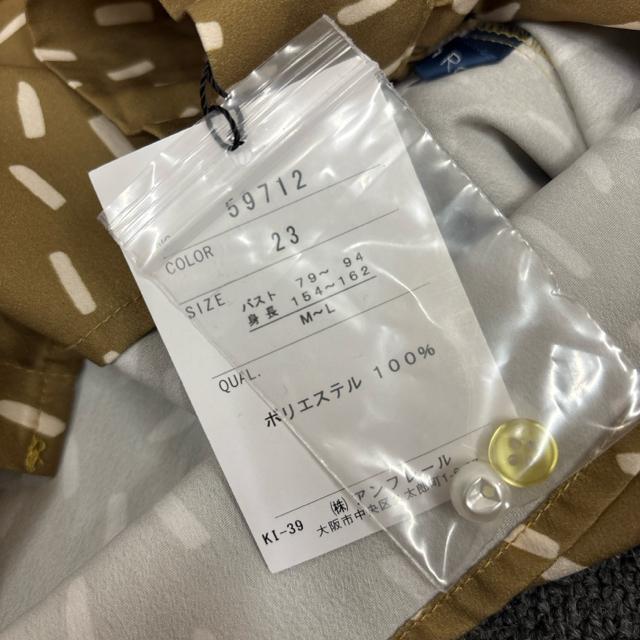 59712
COLOR 23
SIZE バスト 79～ 94
身長 154～162
M～L
QUAL.
ポリエステル 100%
㈱ アンフレール
KI-39 大阪市中央区
R